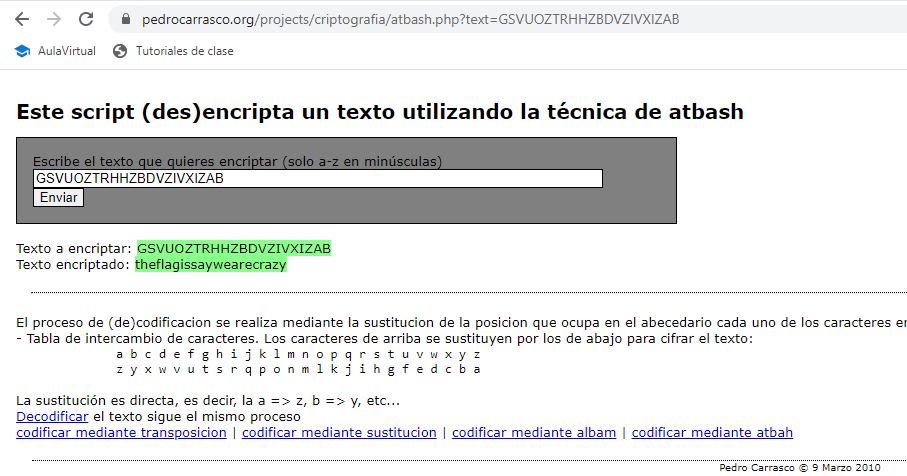 pedrocarrasco.org/projects/criptografia/atbash.php?text=GSVUOZTRHHZBDVZIVXIZAB
AulaVirtual Tutoriales de clase
Este script (des)encripta un texto utilizando la técnica de atbash
Escribe el texto que quieres encriptar (solo a-z en minúsculas)
GSVUOZTRHHZBDVZIVXIZAB
Enviar
Texto a encriptar: GSVUOZTRHHZBDVZIVXIZAB
Texto encriptado: theflagissaywearecrazy
El proceso de (de)codificacion se realiza mediante la sustitucion de la posicion que ocupa en el abecedario cada uno de los caracteres en
- Tabla de intercambio de caracteres. Los caracteres de arriba se sustituyen por los de abajo para cifrar el texto:
a b c d e f g h i j k l m n o p q r s t u v w x y z
z y x w v u t s r q p o n m l k j i h g f e d c b a
La sustitución es directa, es decir, la a => z, b => y, etc...
Decodificar el texto sigue el mismo proceso
codificar mediante transposicion | codificar mediante sustitucion | codificar mediante albam | codificar mediante atbah
Pedro Carrasco © 9 Marzo 2010